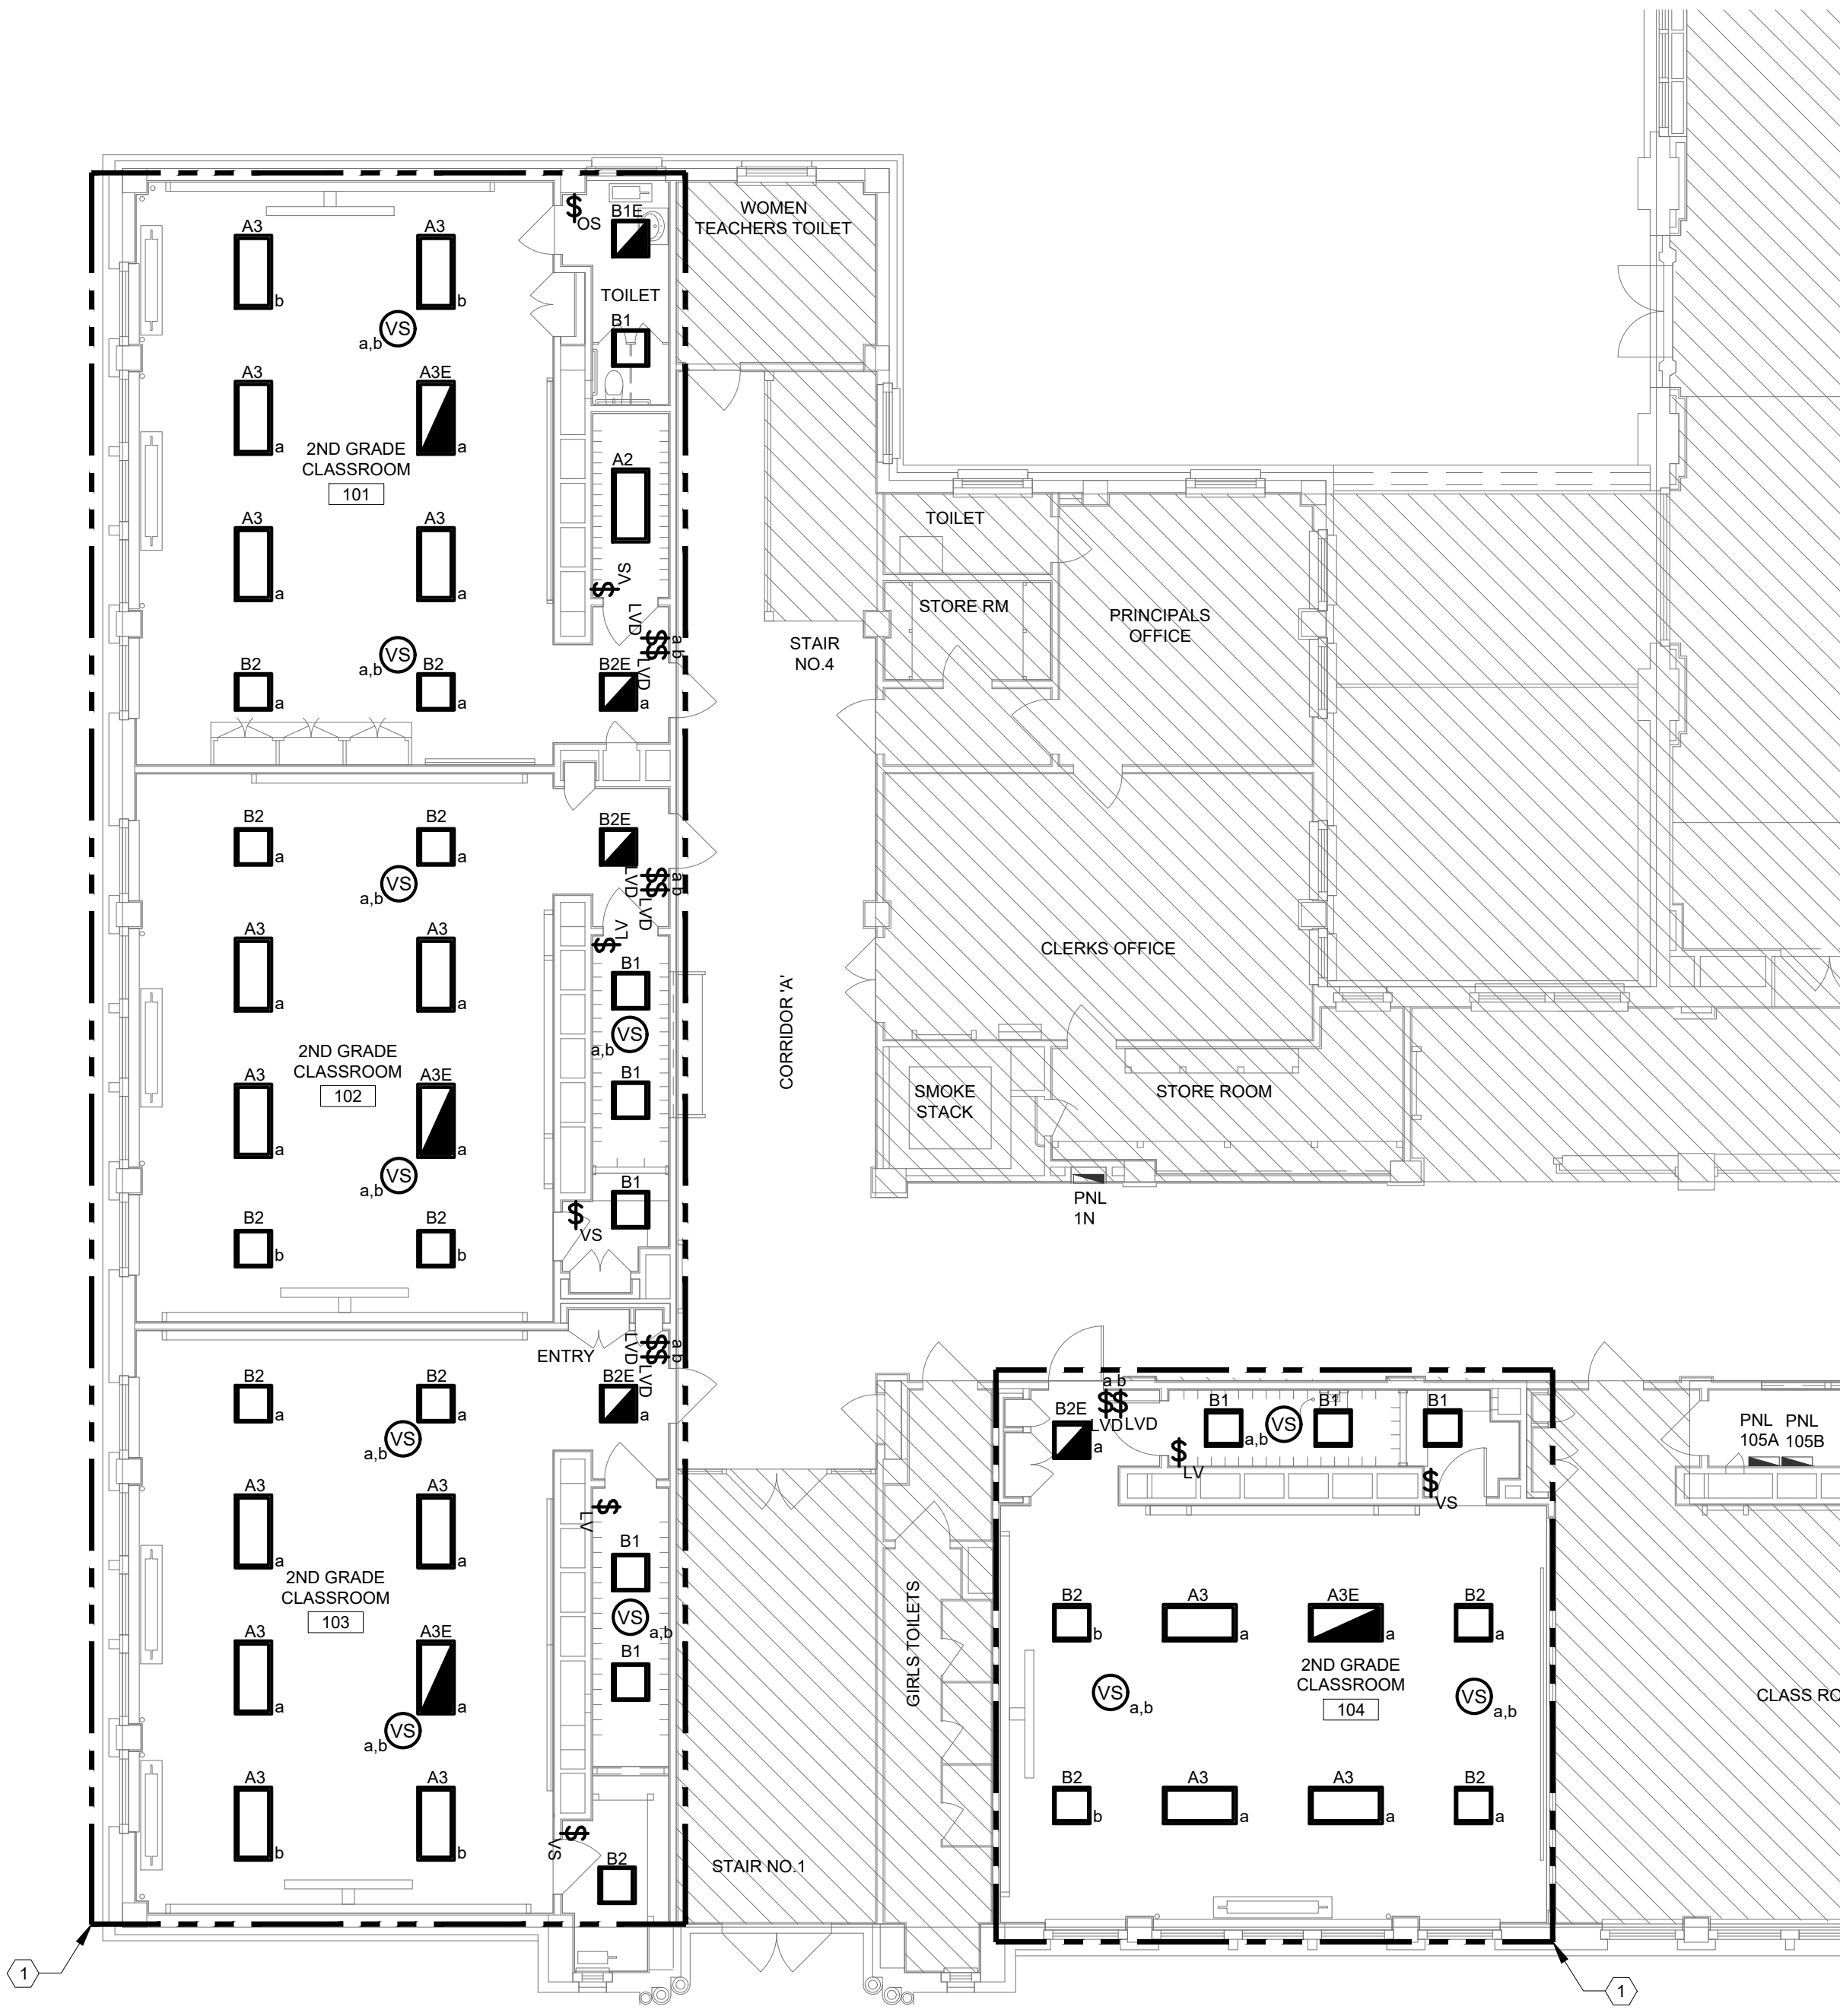 WOMEN
TEACHERS TOILET
$
OS
B1E
A3
A3
b
b
TOILET
VS
a,b
B1
A3
A3E
a
a
2ND GRADE
CLASSROOM
101
A2
TOILET
A3
A3
a
a
$
VS
STORE RM
PRINCIPALS
OFFICE
LVD
$$
a b
LVD
STAIR
NO.4
VS
a,b
B2
B2
B2E
a
a
a
B2
B2
B2E
a
a
VS
a,b
LVD
$$
a b
LVD
$
LV
A3
A3
a
a
B1
CLERKS OFFICE
VS
a,b
CORRIDOR 'A'
2ND GRADE
CLASSROOM
102
A3
A3E
a
a
B1
SMOKE
STACK
STORE ROOM
VS
a,b
B1
$
VS
PNL
1N
B2
B2
b
b
ENTRY
LVD
$$
a b
LVD
B2
B2
B2E
a
a
a
VS
a,b
A3
A3
a
a
$
LV
B1
2ND GRADE
CLASSROOM
103
VS
a,b
A3
A3E
a
a
B1
VS
a,b
A3
A3
b
b
$
VS
B2
STAIR NO.1
GIRLS TOILETS
a b
$$
LVD
LVD
B2E
a
B1
a,b
VS
B1
B1
$
LV
$
VS
PNL
105A
PNL
105B
B2
A3
A3E
B2
b
a
a
a
2ND GRADE
CLASSROOM
104
VS
a,b
VS
a,b
CLASS RO
B2
A3
A3
B2
b
a
a
a
1
1